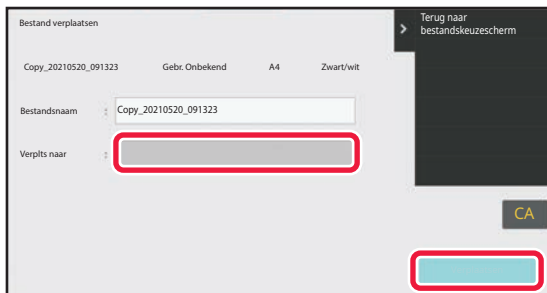 Bestand verplaatsen
Terug naar
bestandskeuzescherm
Copy_20210520_091323 Gebr. Onbekend A4 Zwart/wit
Bestandsnaam : Copy_20210520_091323
Verplts naar :
CA